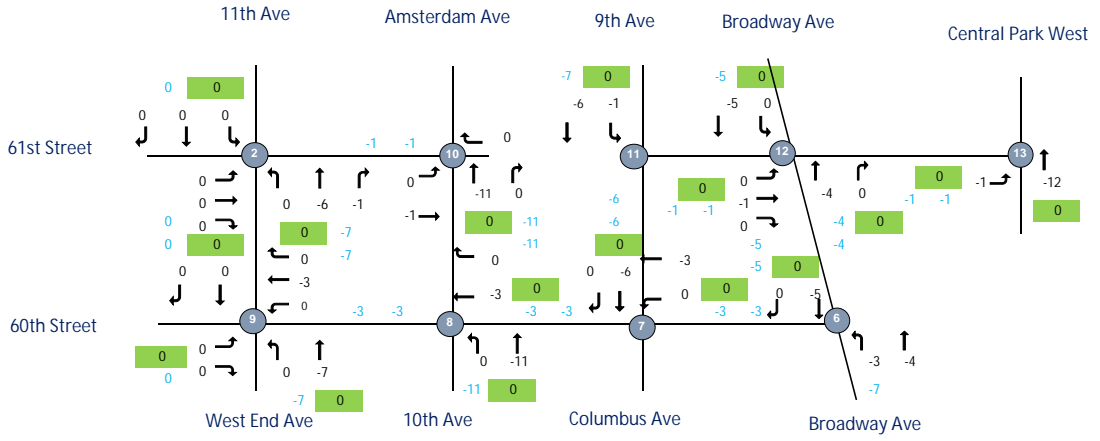 11th Ave Amsterdam Ave 9th Ave Broadway Ave Central Park West
0 0 -7 0 -5 0
0 0 0 -6 -1 -5 0
61st Street 2 -1 -1 10 0 11 12 13
0 0 -6 -1 0 -11 0 0 -4 0 0 -1 -12
0 -6 0 -1 -1 -1 0
0 -1 0 -11 -6 -1 -1 -4 0
0 0 0 -7 -11 0 0 -5 -4
0 0 -7 0 0 -6 -3 -5 0
0 -3 -3 0 0 0 0 -5
0
60th Street 9 -3 -3 8 -3 -3 7 -3 -3 6
0 0 0 -7 0 -11 -3 -4
0 0 -11 0 -7
-7 0
West End Ave 10th Ave Columbus Ave Broadway Ave